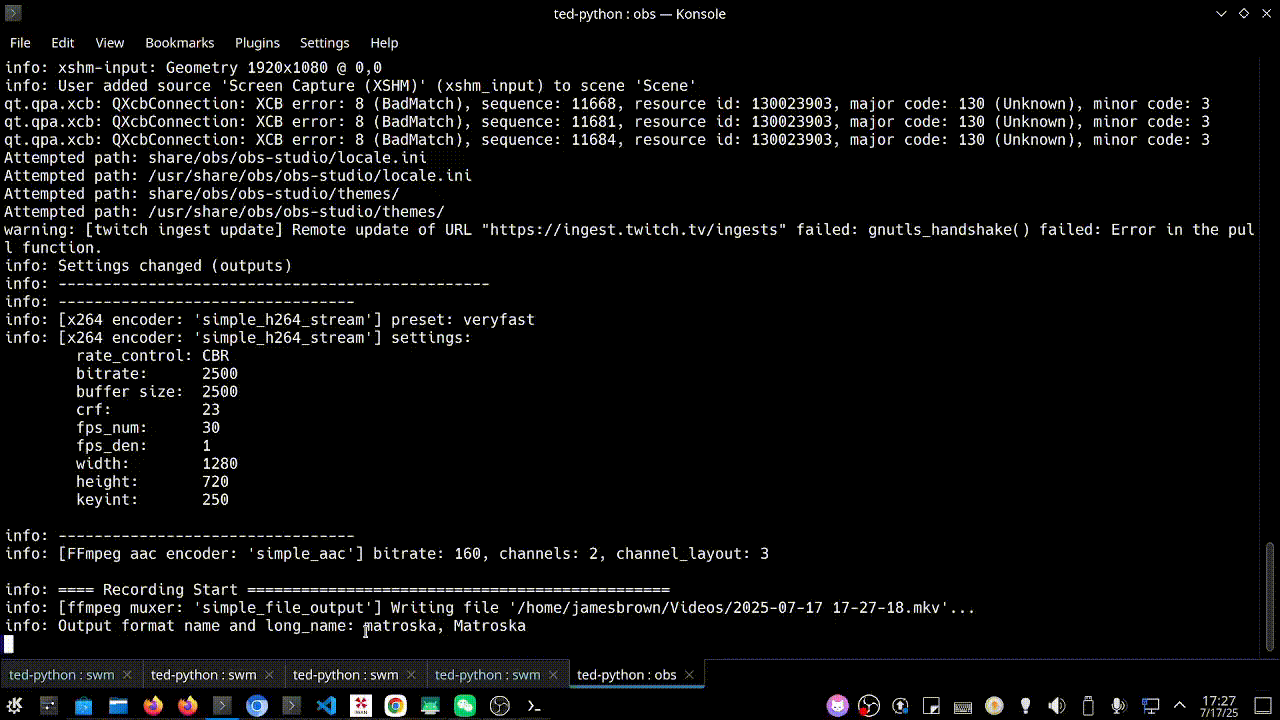 ted-python : obs — Konsole
File Edit View Bookmarks Plugins Settings Help
info: xshm-input: Geometry 1920x1080 @ 0,0
info: User added source 'Screen Capture (XSHM)' (xshm_input) to scene 'Scene'
qt.qpa.xcb: QXcbConnection: XCB error: 8 (BadMatch), sequence: 11668, resource id: 130023903, major code: 130 (Unknown), minor code: 3
qt.qpa.xcb: QXcbConnection: XCB error: 8 (BadMatch), sequence: 11681, resource id: 130023903, major code: 130 (Unknown), minor code: 3
qt.qpa.xcb: QXcbConnection: XCB error: 8 (BadMatch), sequence: 11684, resource id: 130023903, major code: 130 (Unknown), minor code: 3
Attempted path: share/obs/obs-studio/locale.ini
Attempted path: /usr/share/obs/obs-studio/locale.ini
Attempted path: share/obs/obs-studio/themes/
Attempted path: /usr/share/obs/obs-studio/themes/
warning: [twitch ingest update] Remote update of URL "https://ingest.twitch.tv/ingests" failed: gnutls_handshake() failed: Error in the pul
l function.
info: Settings changed (outputs)
info: ------------------------------------------------
info: ---------------------------------
info: [x264 encoder: 'simple_h264_stream'] preset: veryfast
info: [x264 encoder: 'simple_h264_stream'] settings:
rate_control: CBR
bitrate: 2500
buffer size: 2500
crf: 23
fps_num: 30
fps_den: 1
width: 1280
height: 720
keyint: 250
info: ---------------------------------
info: [FFmpeg aac encoder: 'simple_aac'] bitrate: 160, channels: 2, channel_layout: 3
info: ==== Recording Start ===============================================
info: [ffmpeg muxer: 'simple_file_output'] Writing file '/home/jamesbrown/Videos/2025-07-17 17-27-18.mkv'...
info: Output format name and long_name: matroska, Matroska
ted-python : swm ted-python : swm ted-python : swm ted-python : swm ted-python : obs
17:27
7/17/25